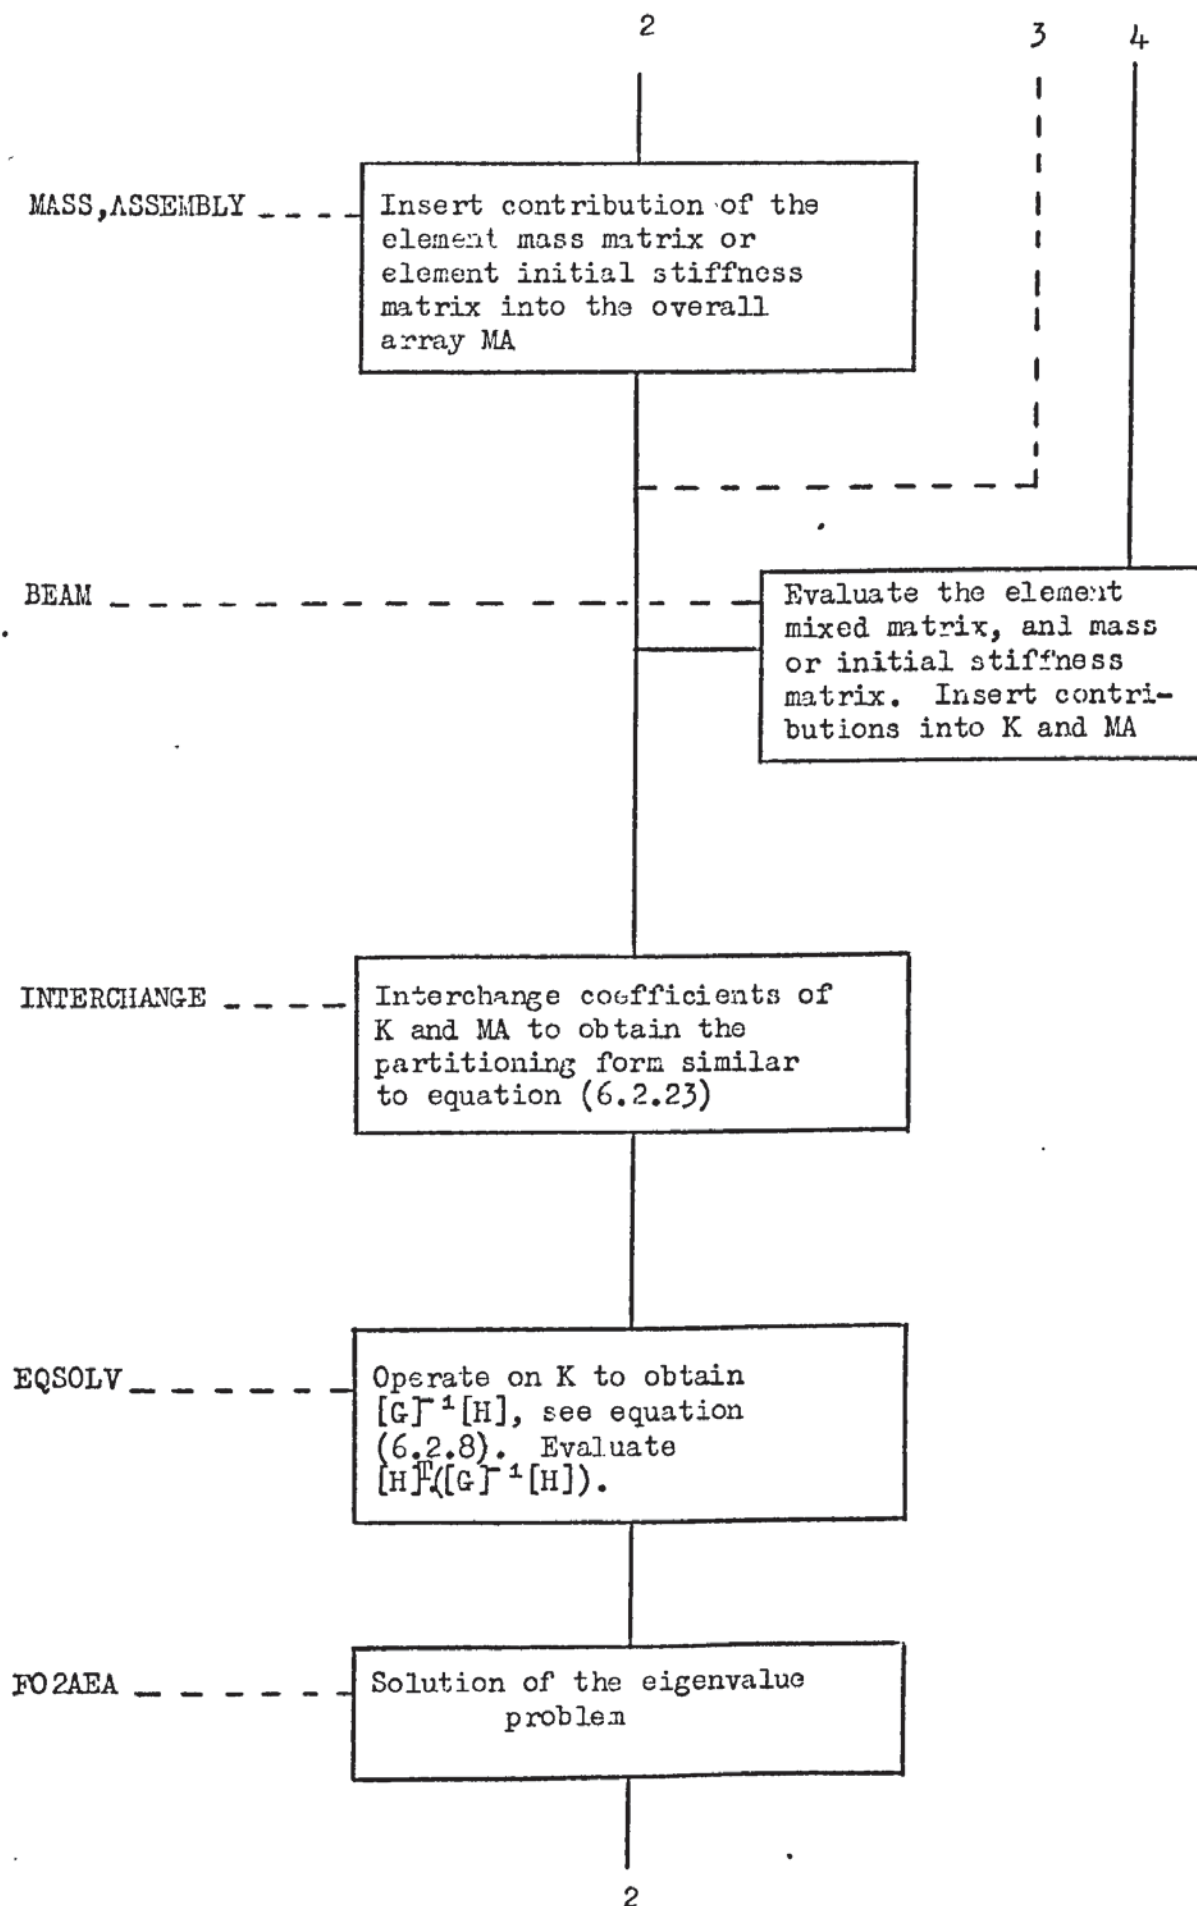 2
3 4
MASS,ASSEMBLY
Insert contribution of the
element mass matrix or
element initial stiffness
matrix into the overall
array MA
BEAM
Evaluate the element
mixed matrix, and mass
or initial stiffness
matrix. Insert contri-
butions into K and MA
INTERCHANGE
Interchange coefficients of
K and MA to obtain the
partitioning form similar
to equation (6.2.23)
EQSOLV
Operate on K to obtain
[G]⁻¹[H], see equation
(6.2.8). Evaluate
[H]ᵀ([G]⁻¹[H]).
FO2AEA
Solution of the eigenvalue
problem
2